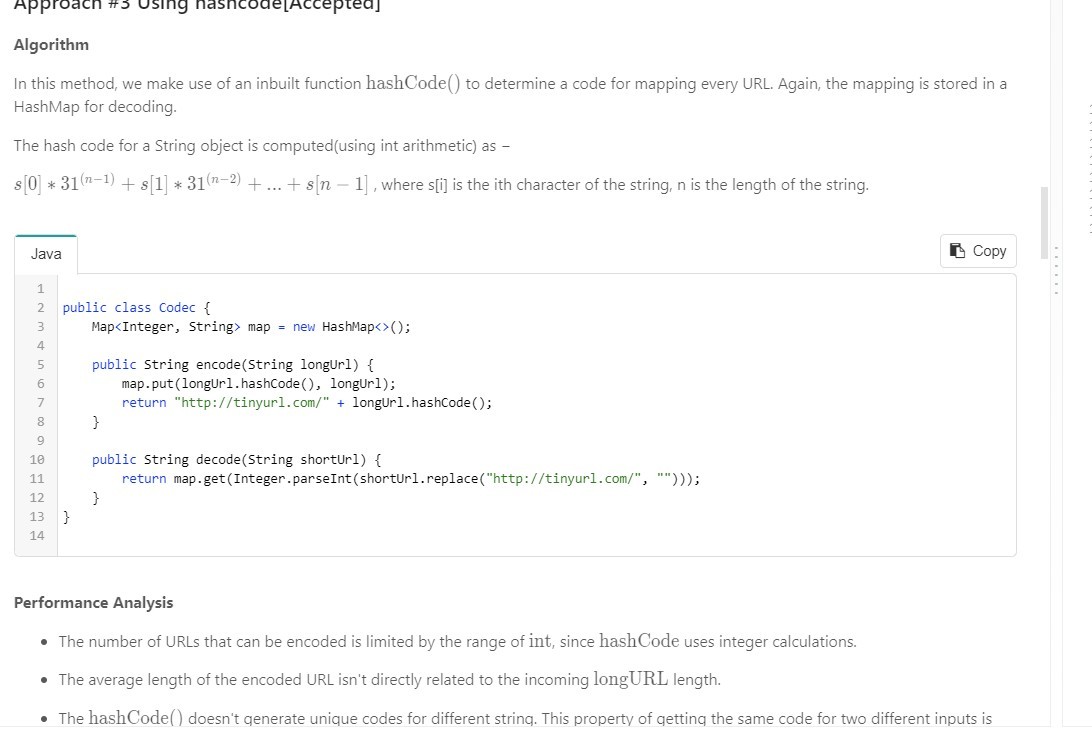 Approach #3 Using hashcode[Accepted]
Algorithm
In this method, we make use of an inbuilt function hashCode() to determine a code for mapping every URL. Again, the mapping is stored in a
HashMap for decoding.
The hash code for a String object is computed(using int arithmetic) as −
s[0] ∗ 31^(n−1) + s[1] ∗ 31^(n−2) + ... + s[n − 1] , where s[i] is the ith character of the string, n is the length of the string.
Java
Copy
1
2 public class Codec {
3 Map<Integer, String> map = new HashMap<>();
4
5 public String encode(String longUrl) {
6 map.put(longUrl.hashCode(), longUrl);
7 return "http://tinyurl.com/" + longUrl.hashCode();
8 }
9
10 public String decode(String shortUrl) {
11 return map.get(Integer.parseInt(shortUrl.replace("http://tinyurl.com/", "")));
12 }
13 }
14
Performance Analysis
• The number of URLs that can be encoded is limited by the range of int, since hashCode uses integer calculations.
• The average length of the encoded URL isn't directly related to the incoming longURL length.
• The hashCode() doesn't generate unique codes for different string. This property of getting the same code for two different inputs is